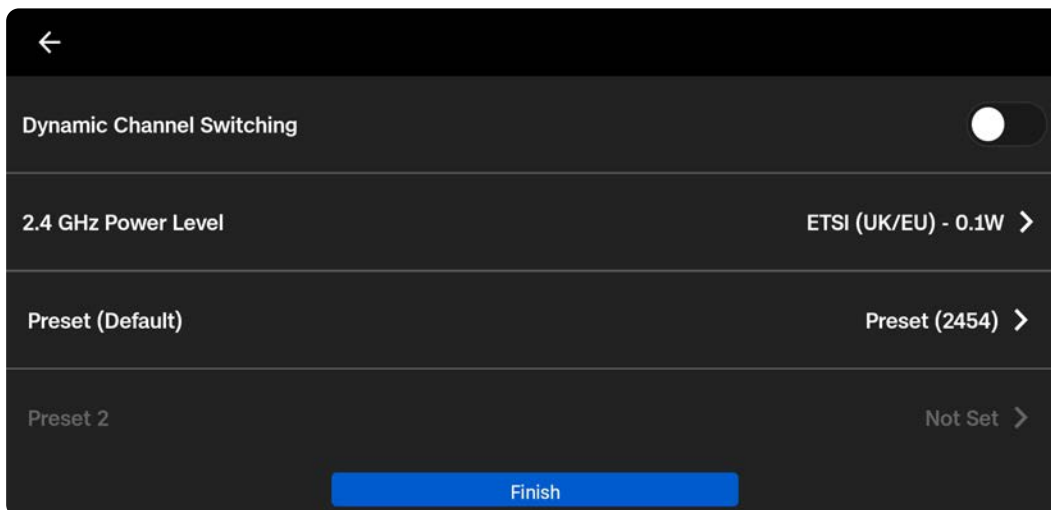 Dynamic Channel Switching
2.4 GHz Power Level ETSI (UK/EU) - 0.1W
Preset (Default) Preset (2454)
Preset 2 Not Set
Finish